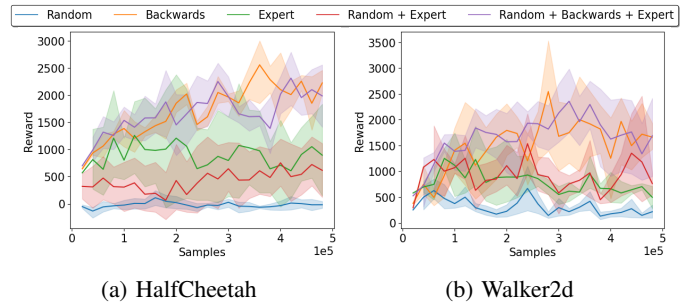 Random Backwards Expert Random + Expert Random + Backwards + Expert
3000
2500
2000
1500
1000
500
0
Reward
0 1 2 3 4 5
Samples 1e5
(a) HalfCheetah
3500
3000
2500
2000
1500
1000
500
0
Reward
0 1 2 3 4 5
Samples 1e5
(b) Walker2d